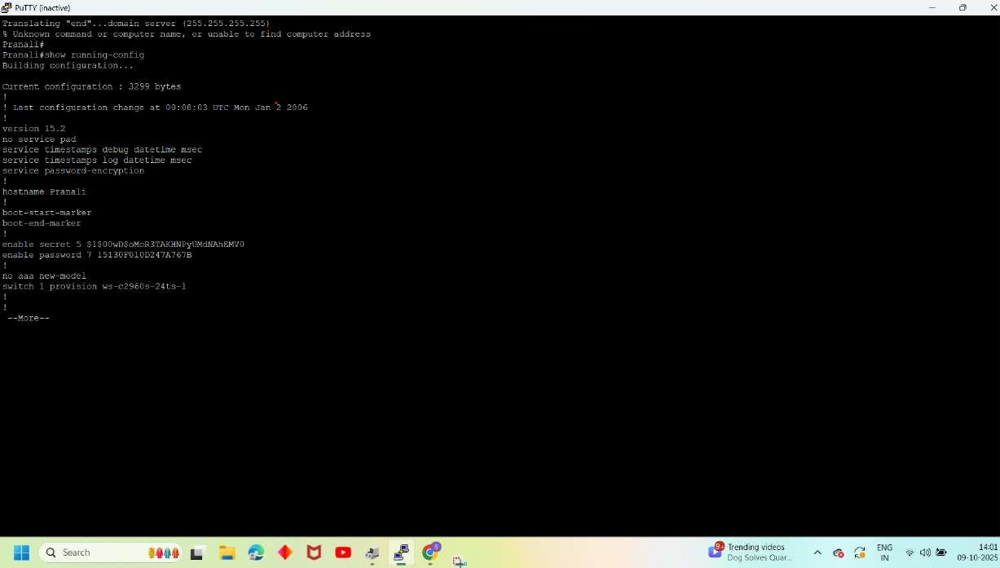 PuTTY (inactive)
Translating "end"...domain server (255.255.255.255)
% Unknown command or computer name, or unable to find computer address
Pranali#
Pranali#show running-config
Building configuration...
Current configuration : 3299 bytes
!
! Last configuration change at 00:08:03 UTC Mon Jan 2 2006
!
version 15.2
no service pad
service timestamps debug datetime msec
service timestamps log datetime msec
service password-encryption
!
hostname Pranali
!
boot-start-marker
boot-end-marker
!
enable secret 5 $1$00wD$oMoR3TAKHNPyUMdNAhEMV0
enable password 7 15130F010D247A767B
!
no aaa new-model
switch 1 provision ws-c2960s-24ts-l
!
!
--More--
Search
9+
Trending videos
Dog Solves Quar...
ENG
IN
14:01
09-10-2025